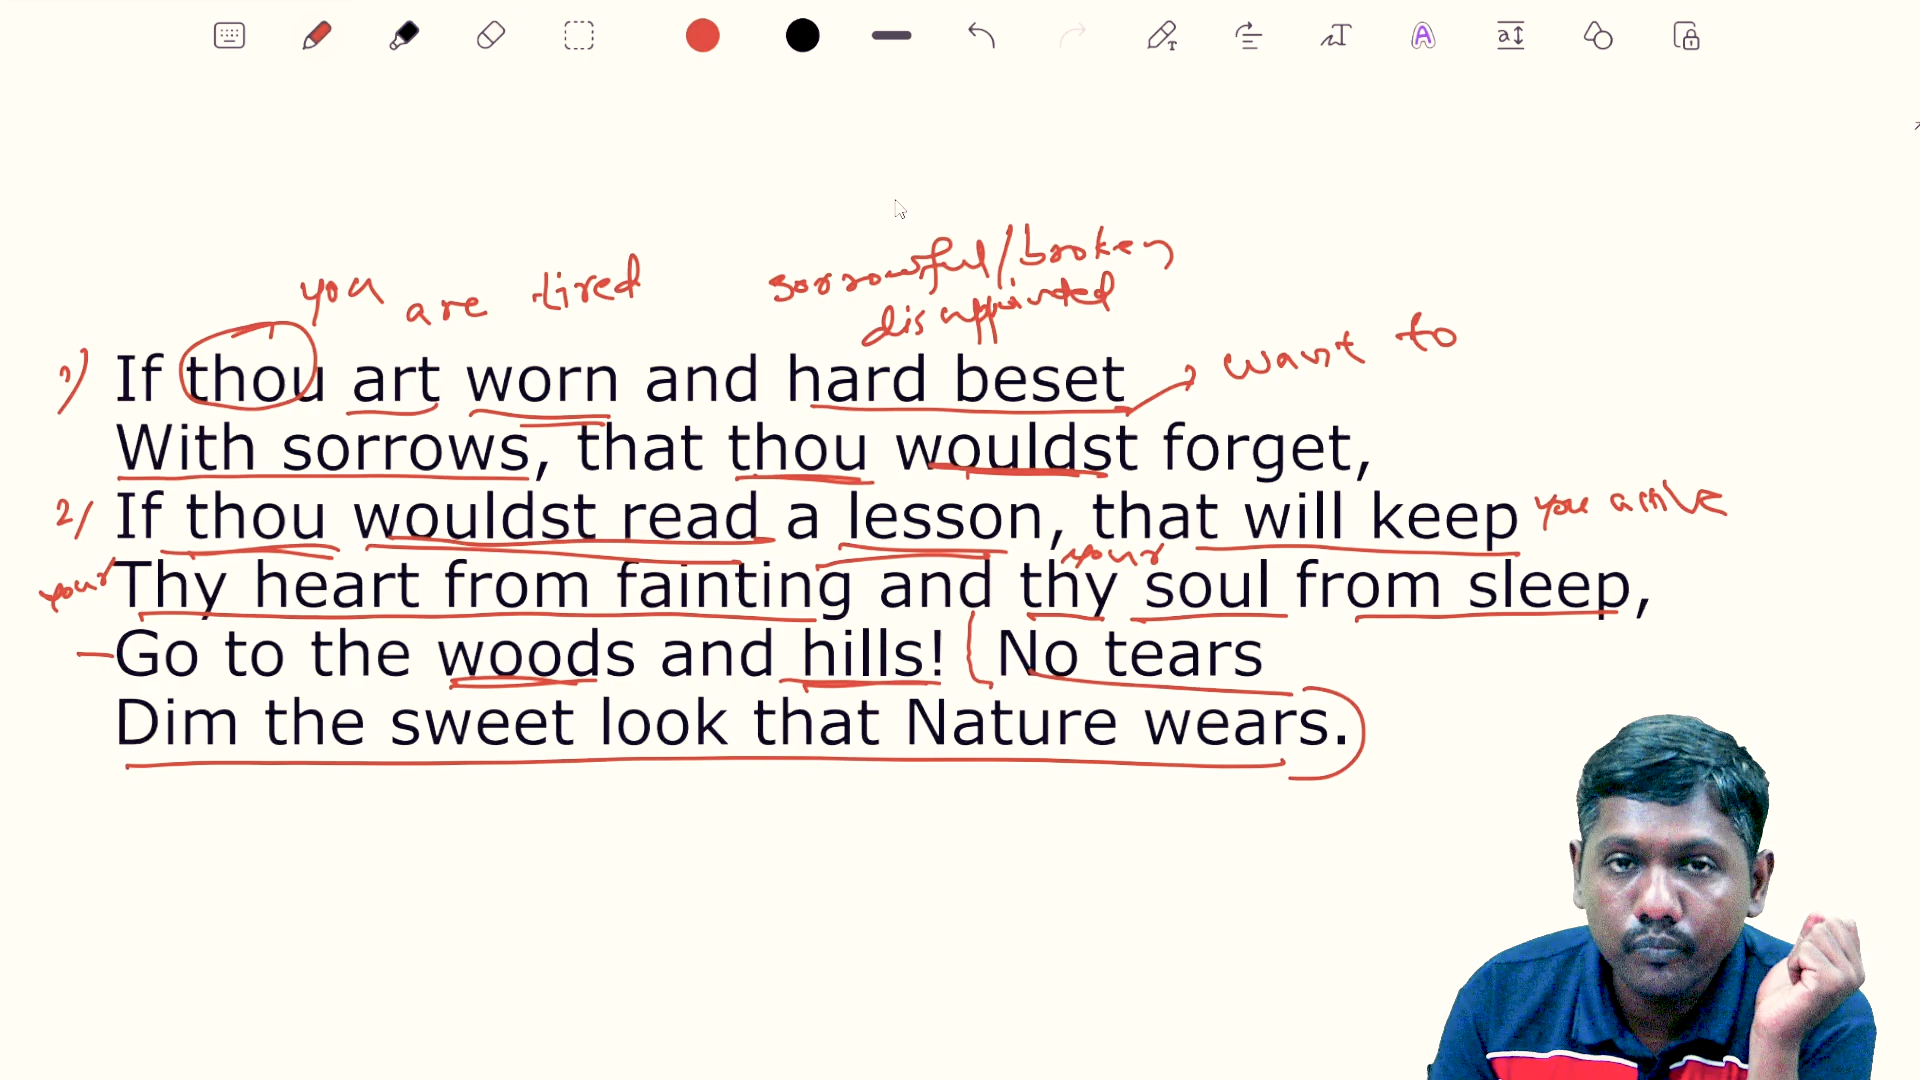 you are tired sorrowful/broken
disappointed
want to
1) If thou art worn and hard beset
With sorrows, that thou wouldst forget,
2/ If thou wouldst read a lesson, that will keep you
your your
Thy heart from fainting and thy soul from sleep,
Go to the woods and hills! No tears
Dim the sweet look that Nature wears.